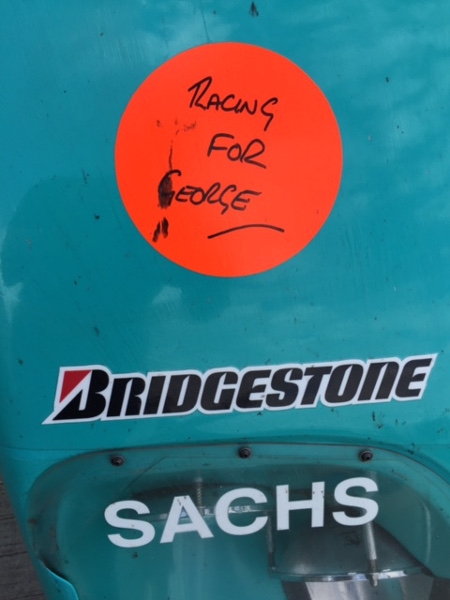 RACING
FOR
GEORGE
BRIDGESTONE
SACHS